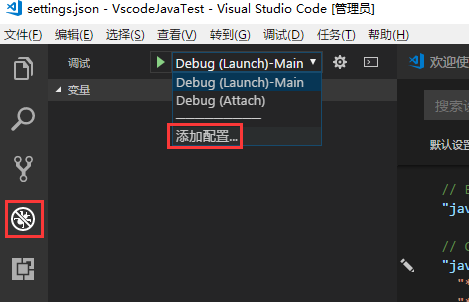 settings.json - VscodeJavaTest - Visual Studio Code [管理员]
文件(F) 编辑(E) 选择(S) 查看(V) 转到(G) 调试(D) 任务(T) 帮助(H)
调试 Debug (Launch)-Main
Debug (Launch)-Main
Debug (Attach)
添加配置...
变量
欢迎使
搜索设
默认设置
"jav
"jav